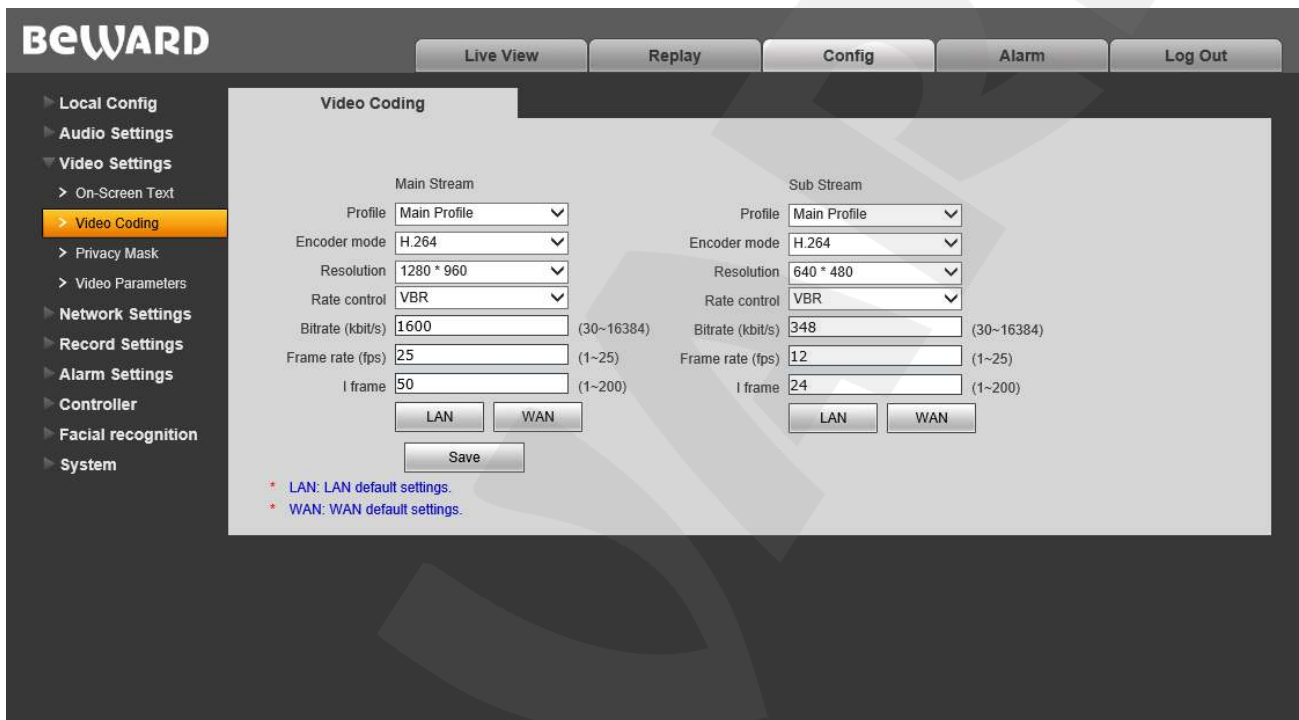 BEWARD
Live View Replay Config Alarm Log Out
Local Config
Audio Settings
Video Settings
> On-Screen Text
> Video Coding
> Privacy Mask
> Video Parameters
Network Settings
Record Settings
Alarm Settings
Controller
Facial recognition
System
Video Coding
Main Stream
Profile Main Profile
Encoder mode H.264
Resolution 1280 * 960
Rate control VBR
Bitrate (kbit/s) 1600 (30~16384)
Frame rate (fps) 25 (1~25)
I frame 50 (1~200)
LAN WAN
Sub Stream
Profile Main Profile
Encoder mode H.264
Resolution 640 * 480
Rate control VBR
Bitrate (kbit/s) 348 (30~16384)
Frame rate (fps) 12 (1~25)
I frame 24 (1~200)
LAN WAN
Save
* LAN: LAN default settings.
* WAN: WAN default settings.